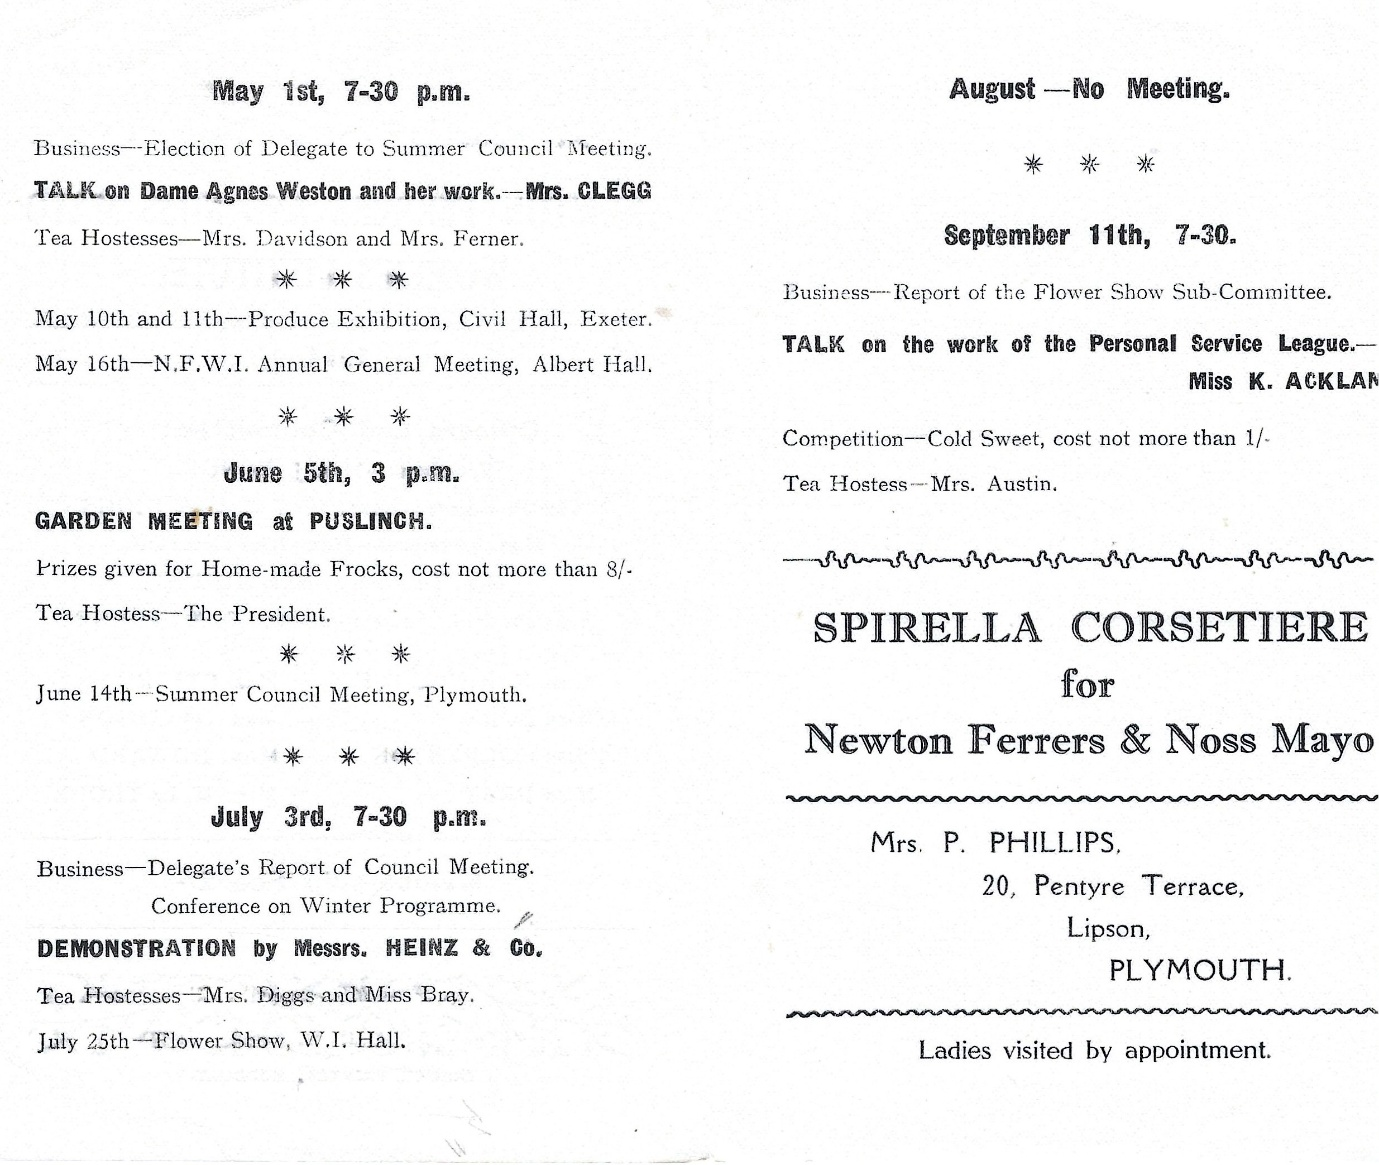 May 1st, 7-30 p.m.
Business—Election of Delegate to Summer Council Meeting.
TALK on Dame Agnes Weston and her work.—Mrs. CLEGG
Tea Hostesses—Mrs. Davidson and Mrs. Ferner.
* * *
May 10th and 11th—Produce Exhibition, Civil Hall, Exeter.
May 16th—N.F.W.I. Annual General Meeting, Albert Hall.
* * *
June 5th, 3 p.m.
GARDEN MEETING at PUSLINCH.
Prizes given for Home-made Frocks, cost not more than 8/-
Tea Hostess—The President.
* * *
June 14th—Summer Council Meeting, Plymouth.
* * *
July 3rd, 7-30 p.m.
Business—Delegate's Report of Council Meeting.
Conference on Winter Programme.
DEMONSTRATION by Messrs. HEINZ & Co.
Tea Hostesses—Mrs. Diggs and Miss Bray.
July 25th—Flower Show, W.I. Hall.
August—No Meeting.
* * *
September 11th, 7-30.
Business—Report of the Flower Show Sub-Committee.
TALK on the work of the Personal Service League.—
Miss K. ACKLAN
Competition—Cold Sweet, cost not more than 1/-
Tea Hostess—Mrs. Austin.
SPIRELLA CORSETIERE
for
Newton Ferrers & Noss Mayo
Mrs. P. PHILLIPS,
20, Pentyre Terrace,
Lipson,
PLYMOUTH.
Ladies visited by appointment.